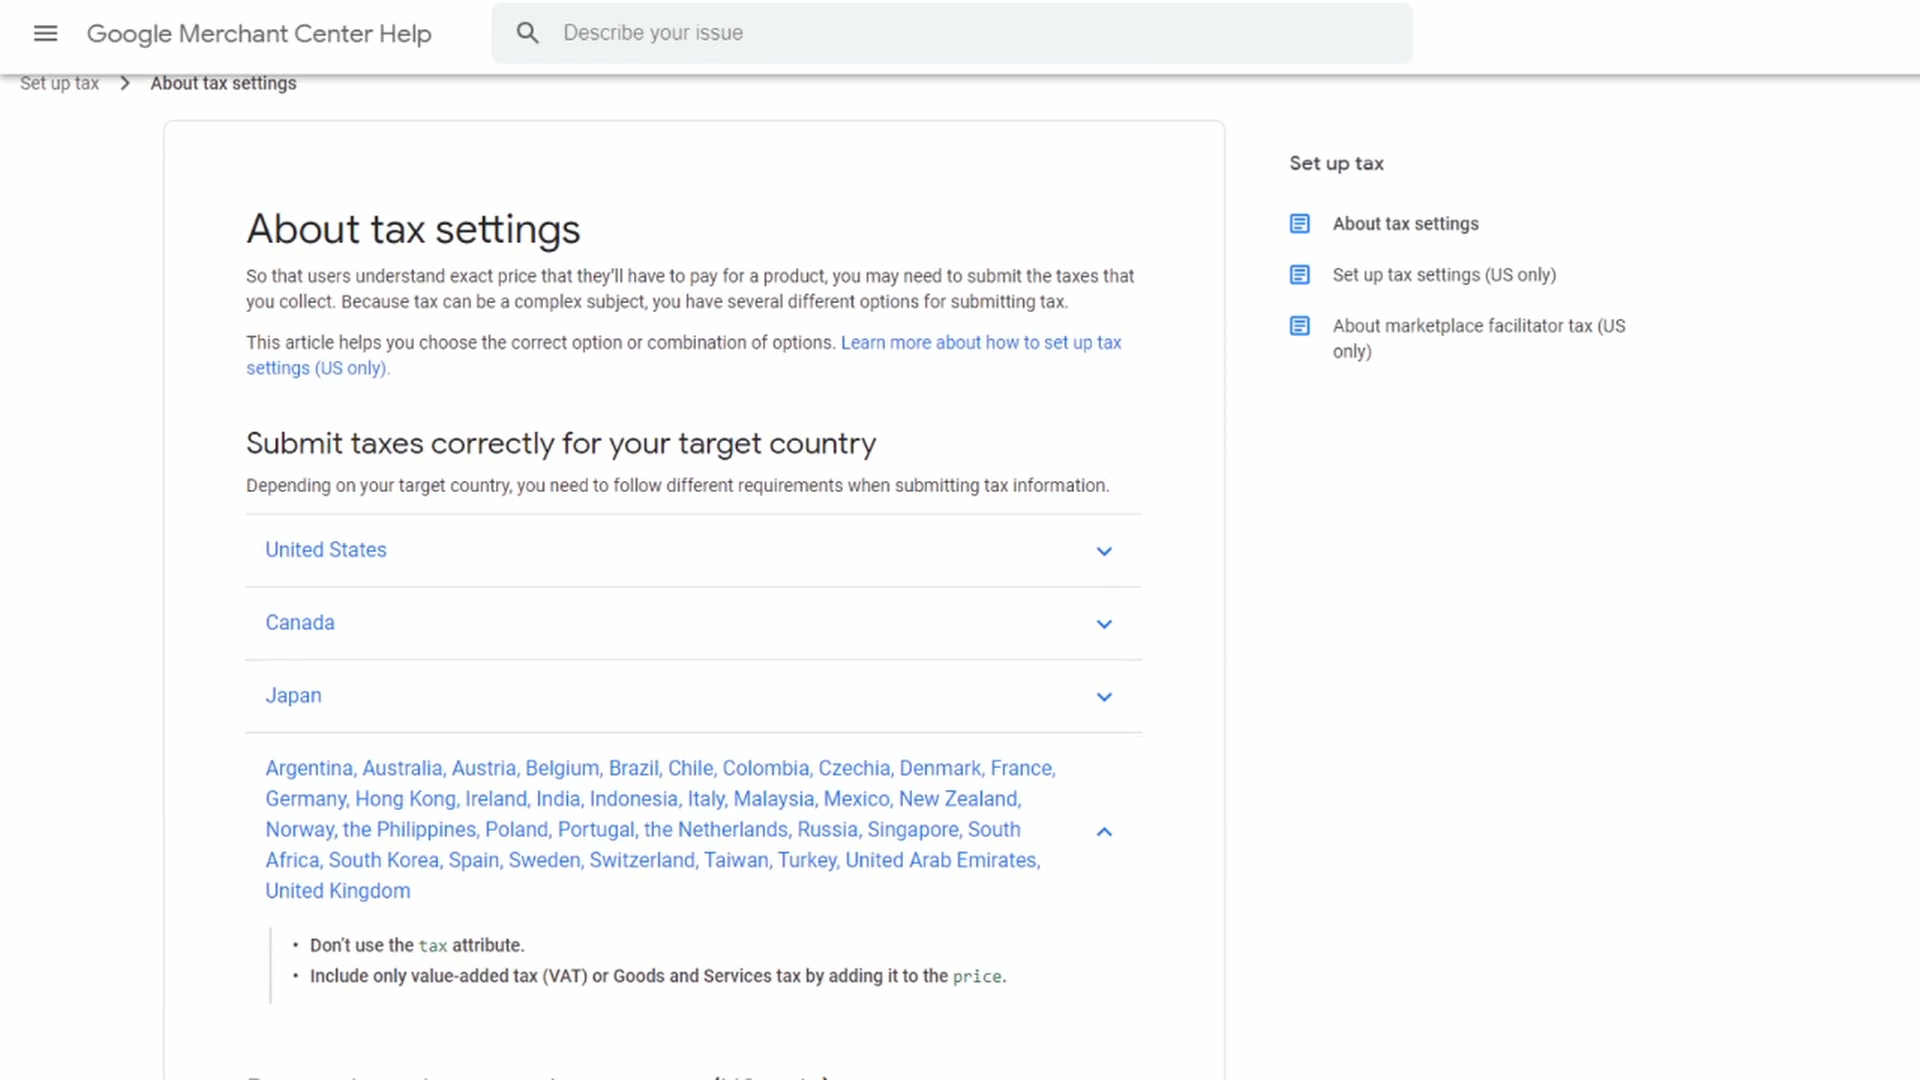 Google Merchant Center Help
Describe your issue
Set up tax
About tax settings
About tax settings
So that users understand exact price that they'll have to pay for a product, you may need to submit the taxes that
you collect. Because tax can be a complex subject, you have several different options for submitting tax.
This article helps you choose the correct option or combination of options. Learn more about how to set up tax
settings (US only).
Submit taxes correctly for your target country
Depending on your target country, you need to follow different requirements when submitting tax information.
United States
Canada
Japan
Argentina, Australia, Austria, Belgium, Brazil, Chile, Colombia, Czechia, Denmark, France,
Germany, Hong Kong, Ireland, India, Indonesia, Italy, Malaysia, Mexico, New Zealand,
Norway, the Philippines, Poland, Portugal, the Netherlands, Russia, Singapore, South
Africa, South Korea, Spain, Sweden, Switzerland, Taiwan, Turkey, United Arab Emirates,
United Kingdom
• Don't use the tax attribute.
• Include only value-added tax (VAT) or Goods and Services tax by adding it to the price.
Set up tax
About tax settings
Set up tax settings (US only)
About marketplace facilitator tax (US
only)